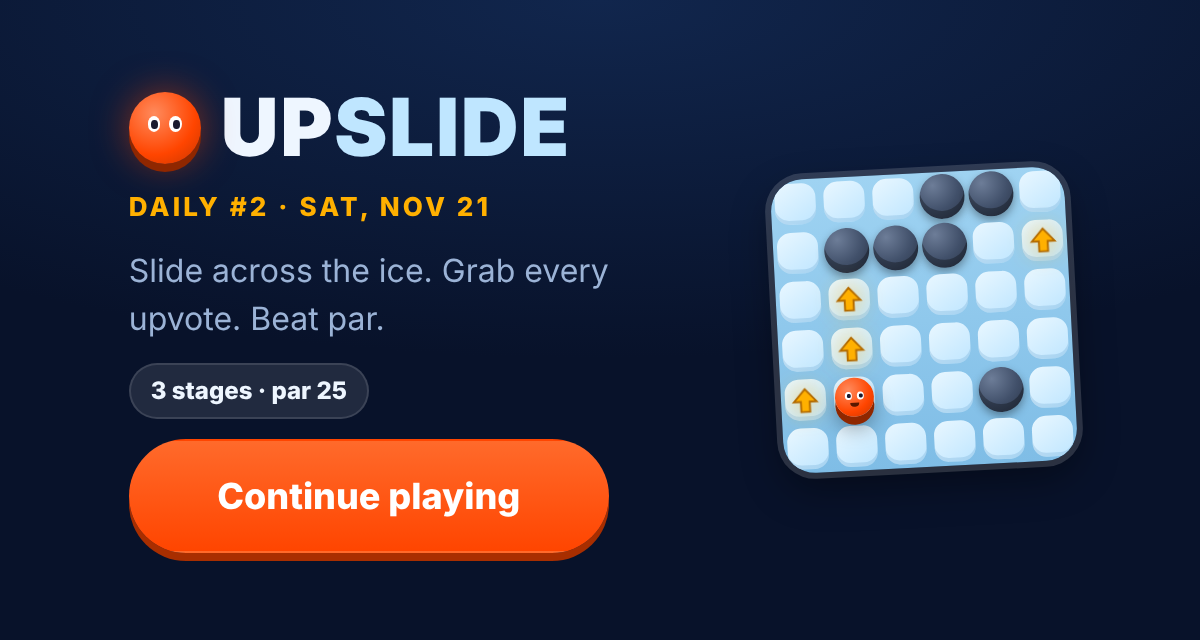 UPSLIDE
DAILY #2 · SAT, NOV 21
Slide across the ice. Grab every
upvote. Beat par.
3 stages · par 25
Continue playing